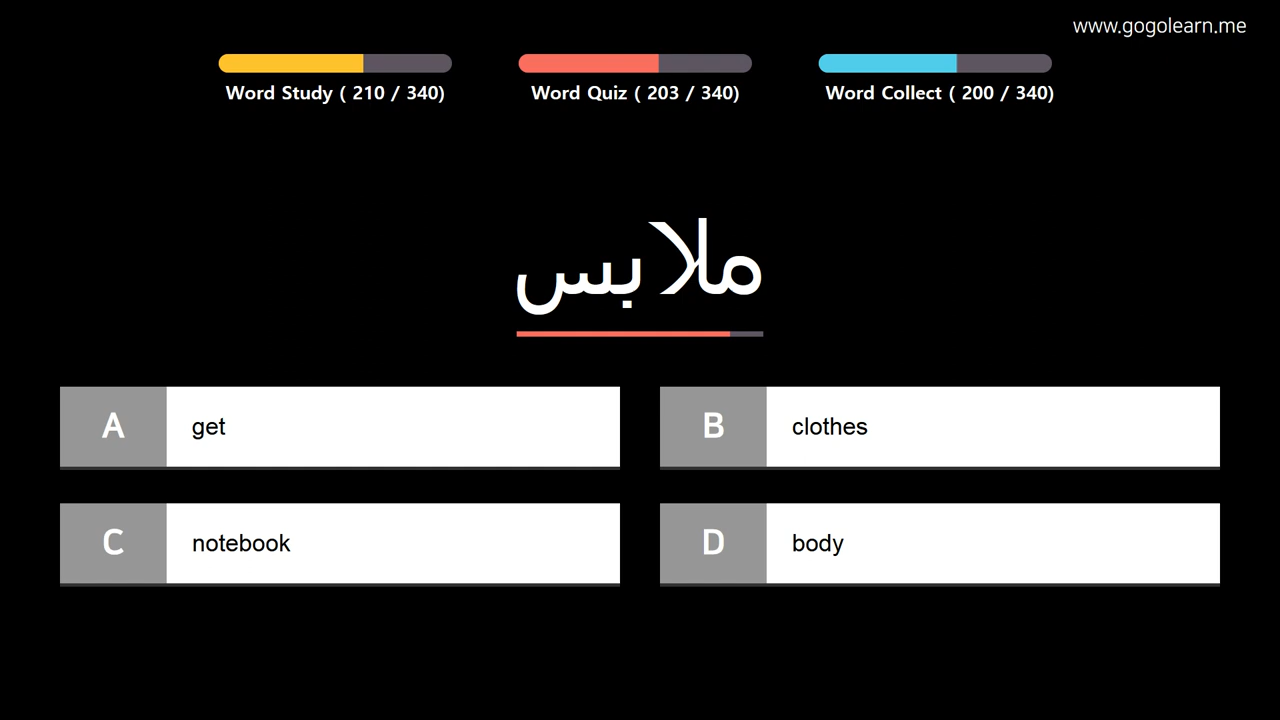 www.gogolearn.me
Word Study ( 210 / 340)
Word Quiz ( 203 / 340)
Word Collect ( 200 / 340)
ملابس
A get
B clothes
C notebook
D body